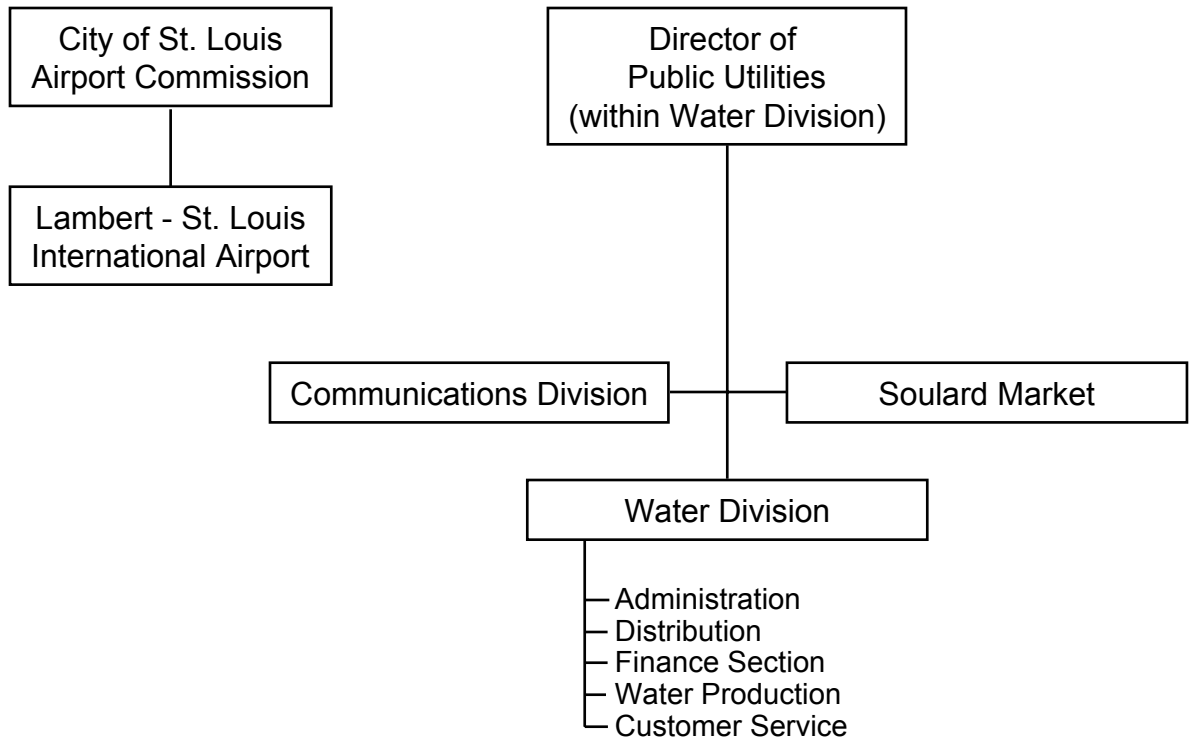 City of St. Louis
Airport Commission
Lambert - St. Louis
International Airport
Director of
Public Utilities
(within Water Division)
Communications Division
Soulard Market
Water Division
Administration
Distribution
Finance Section
Water Production
Customer Service